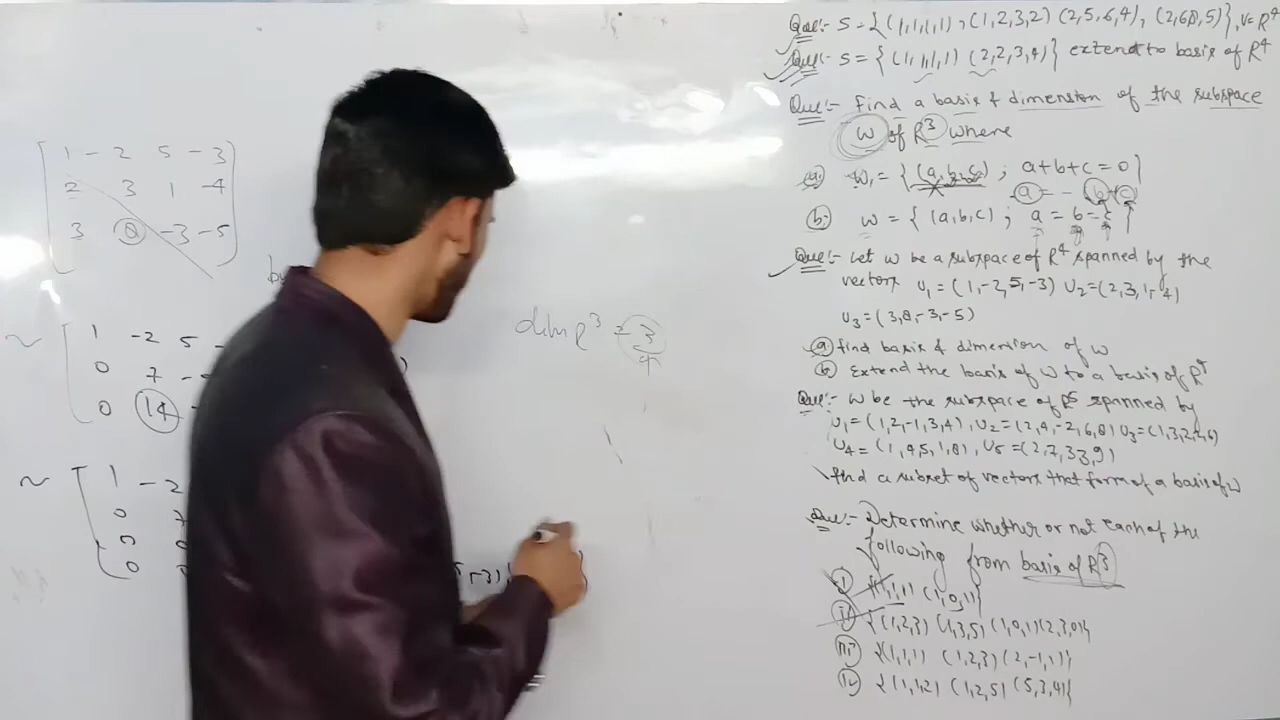 1 - 2 5 - 3
2 3 1 -4
3 8 -3 -5
~ 1 -2 5 -
0 7 -
0 14 -
~ 1 -2
0 7
0 0
0
dim R³ = 3
4
Que:- S = {(1,1,1,1), (1,2,3,2) (2,5,6,4), (2,6,8,5)}, V= R⁴
Que:- S = {(1,1,1,1) (2,2,3,4)} extend to basis of R⁴
Que:- Find a basis & dimension of the subspace
W of R³ where
(a) W₁ = {(a,b,c) ; a+b+c = 0}
a = - b c
(b) W = {(a,b,c) ; a = b = c}
Que:- Let W be a subspace of R⁴ spanned by the
vectors U₁ = (1,-2,5,-3) U₂ = (2,3,1,-4)
U₃ = (3,8,-3,-5)
(a) find basis & dimension of W
(b) Extend the basis of W to a basis of R⁴
Que:- W be the subspace of R⁵ spanned by
U₁=(1,2,-1,3,4), U₂=(2,4,-2,6,8) U₃=(1,3,2,2,6)
U₄ = (1,4,5,1,8), U₅ = (2,7,3,3,9)
find a subset of vectors that form of a basis of W
Que:- Determine whether or not each of the
following from basis of R³
i) {(1,1,1) (1,0,1)}
ii) {(1,2,3) (1,3,5) (1,0,1)(2,3,0)}
iii) {(1,1,1) (1,2,3) (2,-1,1)}
iv) {(1,1,2) (1,2,5) (5,3,4)}